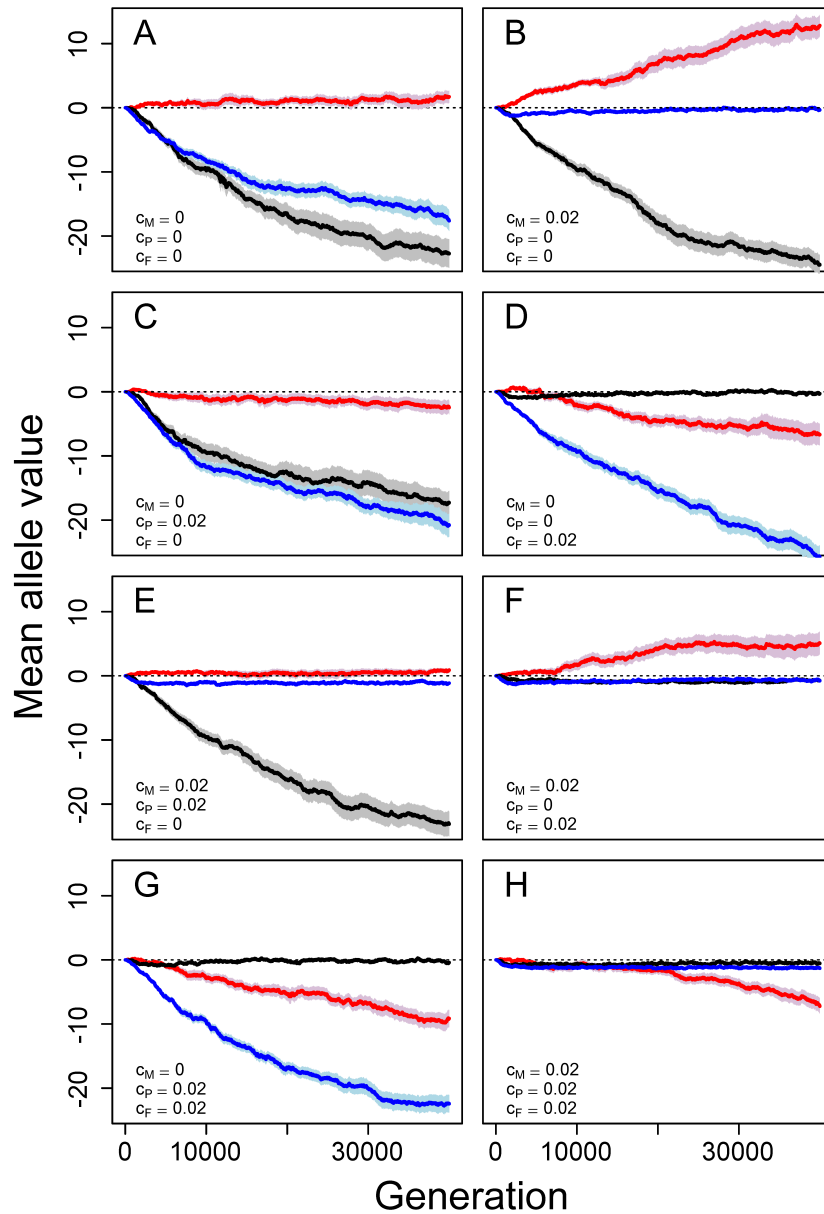 A
10
0
-10
-20
c_M = 0
c_P = 0
c_F = 0
B
c_M = 0.02
c_P = 0
c_F = 0
C
10
0
-10
-20
c_M = 0
c_P = 0.02
c_F = 0
D
c_M = 0
c_P = 0
c_F = 0.02
Mean allele value
E
10
0
-10
-20
c_M = 0.02
c_P = 0.02
c_F = 0
F
c_M = 0.02
c_P = 0
c_F = 0.02
G
10
0
-10
-20
c_M = 0
c_P = 0.02
c_F = 0.02
H
c_M = 0.02
c_P = 0.02
c_F = 0.02
0 10000 30000
0 10000 30000
Generation